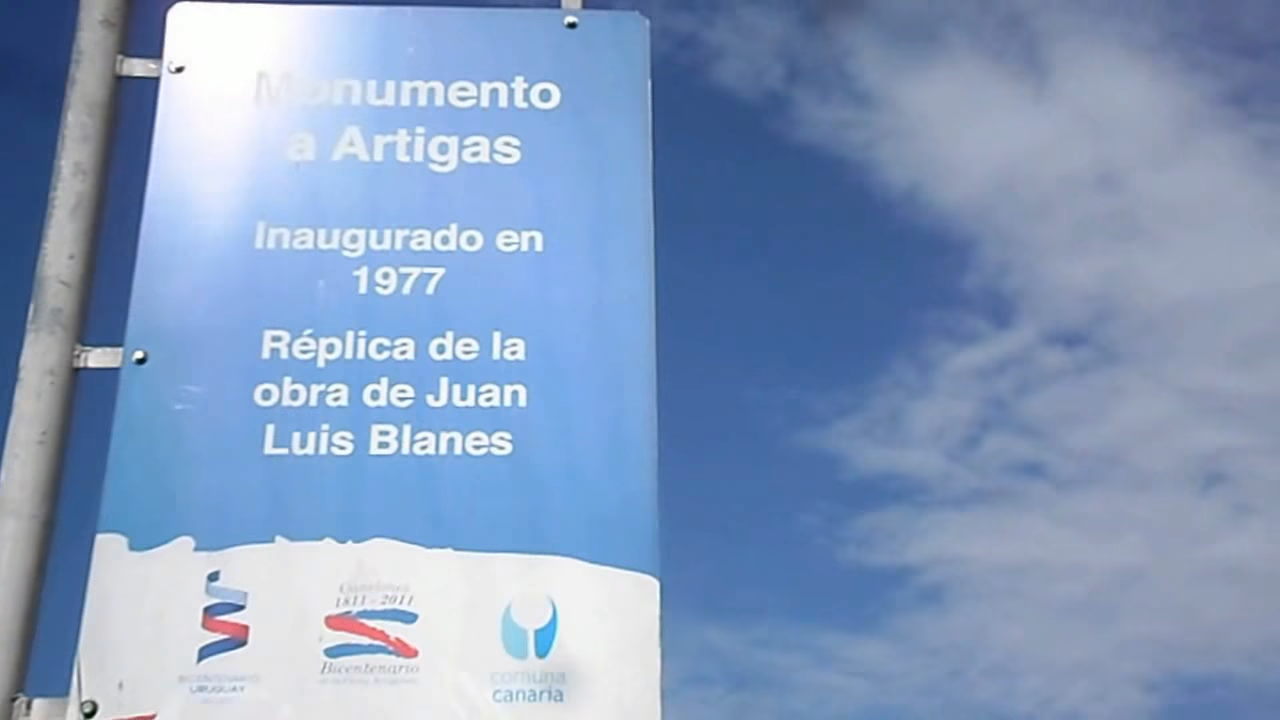 Monumento
a Artigas
Inaugurado en
1977
Réplica de la
obra de Juan
Luis Blanes
Canelones
1811 - 2011
Bicentenario
BICENTENARIO
URUGUAY
comuna
canaria